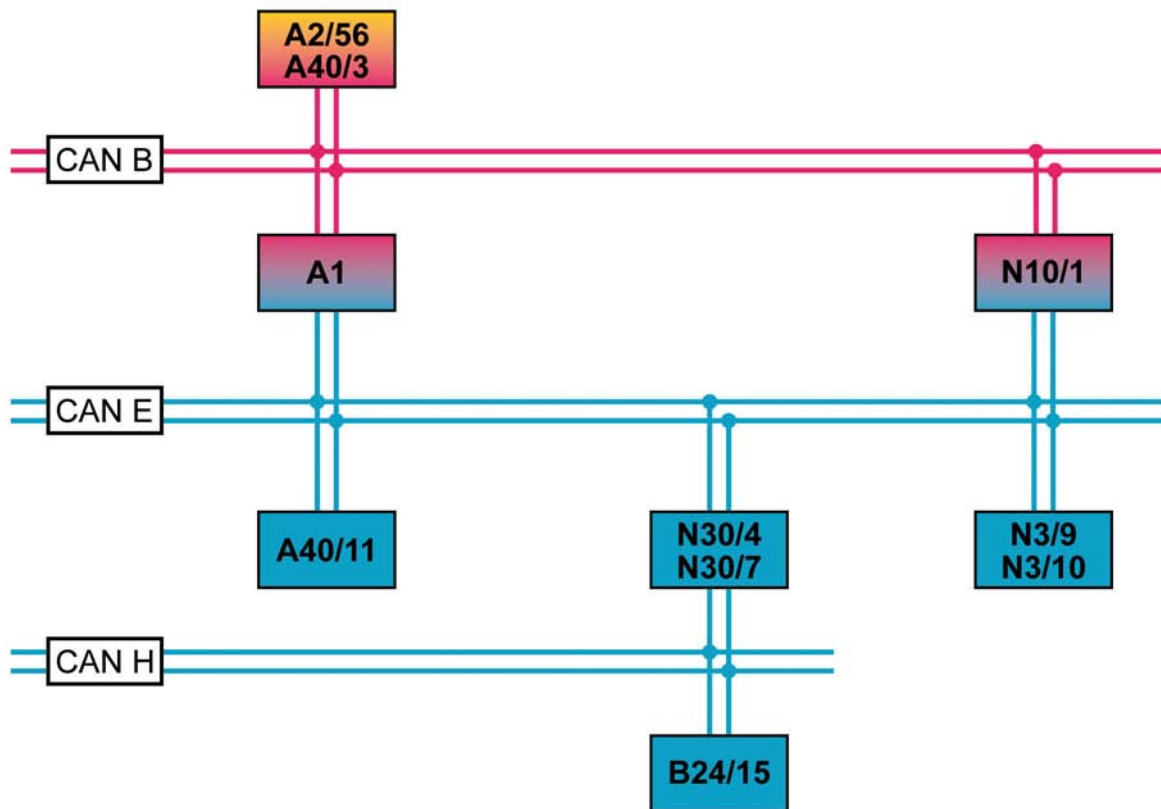 A2/56
A40/3
CAN B
A1
N10/1
CAN E
A40/11
N30/4
N30/7
N3/9
N3/10
CAN H
B24/15